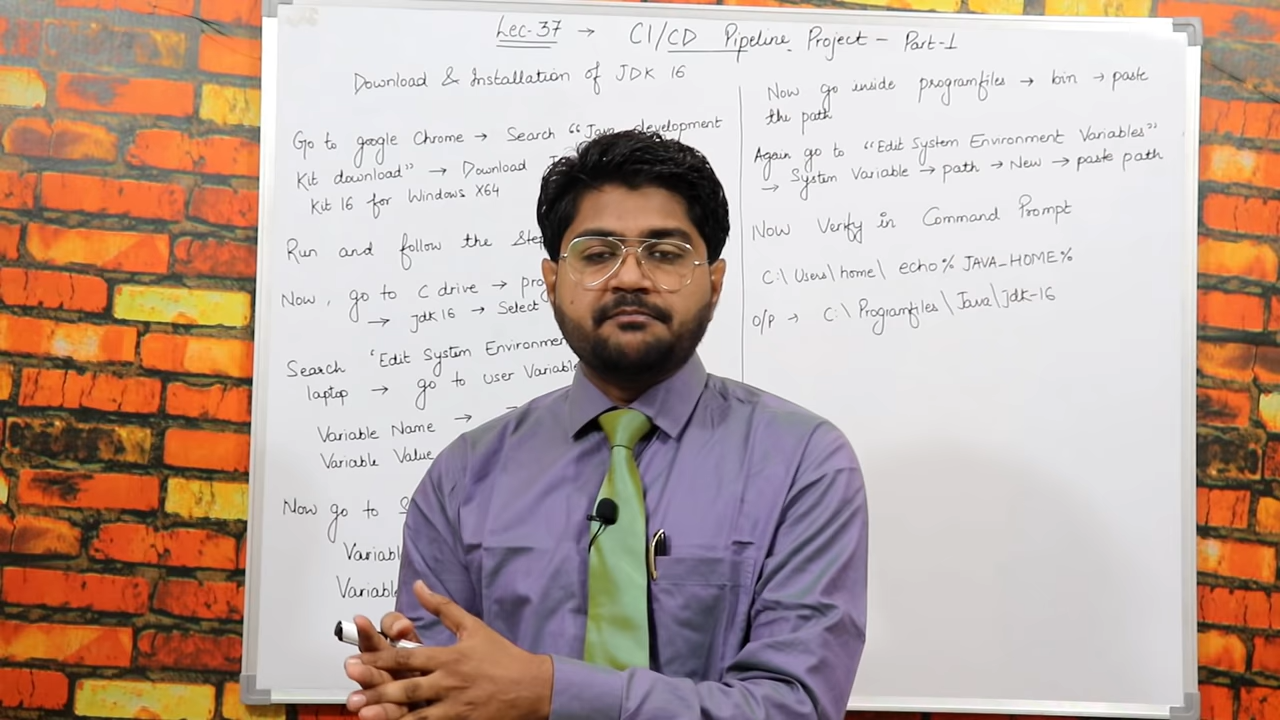 Lec-37 → CI/CD Pipeline Project - Part-1
Download & Installation of JDK 16
Go to google Chrome → Search "Java development
Kit download" → Download
Kit 16 for Windows X64
Run and follow the
Now, go to C drive →
→ jdk 16 → Select
Search "Edit System
laptop → go to user
Variable Name →
Variable Value
Now go to
Now go inside programfiles → bin → paste
the path
Again go to "Edit System Environment Variables"
→ System Variable → path → New → paste path
Now Verify in Command Prompt
C:\Users\home\ echo% JAVA_HOME%
O/P → C:\Programfiles\Java\Jdk-16